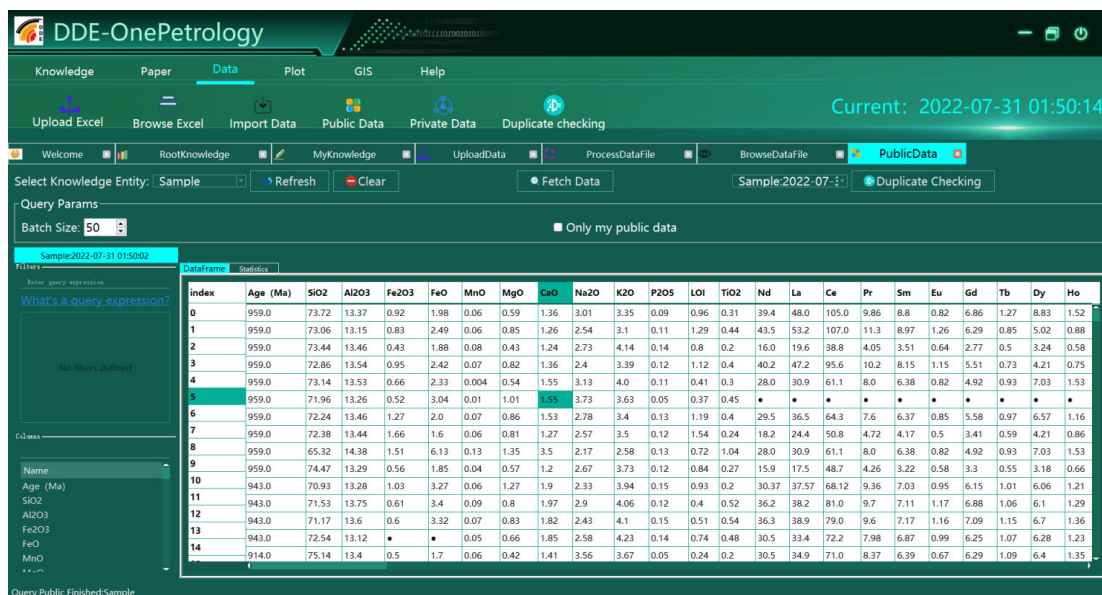 DDE-OnePetrology
Knowledge Paper Data Plot GIS Help
Upload Excel Browse Excel Import Data Public Data Private Data Duplicate checking Current: 2022-07-31 01:50:14
Welcome RootKnowledge MyKnowledge UploadData ProcessDataFile BrowseDataFile PublicData
Select Knowledge Entity: Sample Refresh Clear Fetch Data Sample:2022-07-3 Duplicate Checking
Query Params
Batch Size: 50 Only my public data
Sample:2022-07-31 01:50:02
Filters
Enter query expression
What's a query expression?
No filters defined
Columns
Name
Age (Ma)
SiO2
Al2O3
Fe2O3
FeO
MnO
MgO
DataFrame Statistics
index Age (Ma) SiO2 Al2O3 Fe2O3 FeO MnO MgO CaO Na2O K2O P2O5 LOI TiO2 Nd La Ce Pr Sm Eu Gd Tb Dy Ho
0 959.0 73.72 13.37 0.92 1.98 0.06 0.59 1.36 3.01 3.35 0.09 0.96 0.31 39.4 48.0 105.0 9.86 8.8 0.82 6.86 1.27 8.83 1.52
1 959.0 73.06 13.15 0.83 2.49 0.06 0.85 1.26 2.54 3.1 0.11 1.29 0.44 43.5 53.2 107.0 11.3 8.97 1.26 6.29 0.85 5.02 0.88
2 959.0 73.44 13.46 0.43 1.88 0.08 0.43 1.24 2.73 4.14 0.14 0.8 0.2 16.0 19.6 38.8 4.05 3.51 0.64 2.77 0.5 3.24 0.58
3 959.0 72.86 13.54 0.95 2.42 0.07 0.82 1.36 2.4 3.39 0.12 1.12 0.4 40.2 47.2 95.6 10.2 8.15 1.15 5.51 0.73 4.21 0.75
4 959.0 73.14 13.53 0.66 2.33 0.004 0.54 1.55 3.13 4.0 0.11 0.41 0.3 28.0 30.9 61.1 8.0 6.38 0.82 4.92 0.93 7.03 1.53
5 959.0 71.96 13.26 0.52 3.04 0.01 1.01 1.55 3.73 3.63 0.05 0.37 0.45 • • • • • • • • • •
6 959.0 72.24 13.46 1.27 2.0 0.07 0.86 1.53 2.78 3.4 0.13 1.19 0.4 29.5 36.5 64.3 7.6 6.37 0.85 5.58 0.97 6.57 1.16
7 959.0 72.38 13.44 1.66 1.6 0.06 0.81 1.27 2.57 3.5 0.12 1.54 0.24 18.2 24.4 50.8 4.72 4.17 0.5 3.41 0.59 4.21 0.86
8 959.0 65.32 14.38 1.51 6.13 0.13 1.35 3.5 2.17 2.58 0.13 0.72 1.04 28.0 30.9 61.1 8.0 6.38 0.82 4.92 0.93 7.03 1.53
9 959.0 74.47 13.29 0.56 1.85 0.04 0.57 1.2 2.67 3.73 0.12 0.84 0.27 15.9 17.5 48.7 4.26 3.22 0.58 3.3 0.55 3.18 0.66
10 943.0 70.93 13.28 1.03 3.27 0.06 1.27 1.9 2.33 3.94 0.15 0.93 0.2 30.37 37.57 68.12 9.36 7.03 0.95 6.15 1.01 6.06 1.21
11 943.0 71.53 13.75 0.61 3.4 0.09 0.8 1.97 2.9 4.06 0.12 0.4 0.52 36.2 38.2 81.0 9.7 7.11 1.17 6.88 1.06 6.1 1.29
12 943.0 71.17 13.6 0.6 3.32 0.07 0.83 1.82 2.43 4.1 0.15 0.51 0.54 36.3 38.9 79.0 9.6 7.17 1.16 7.09 1.15 6.7 1.36
13 943.0 72.54 13.12 • • 0.05 0.66 1.85 2.58 4.23 0.14 0.74 0.48 30.5 33.4 72.2 7.98 6.87 0.99 6.25 1.07 6.28 1.23
14 914.0 75.14 13.4 0.5 1.7 0.06 0.42 1.41 3.56 3.67 0.05 0.24 0.2 30.5 34.9 71.0 8.37 6.39 0.67 6.29 1.09 6.4 1.35
Query Public Finished:Sample